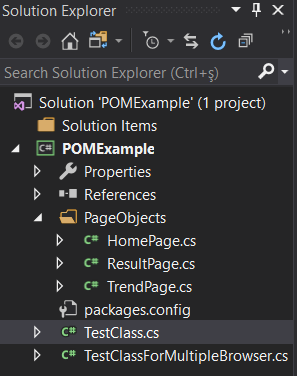 Solution Explorer
Search Solution Explorer (Ctrl+ş)
Solution 'POMExample' (1 project)
Solution Items
POMExample
Properties
References
PageObjects
HomePage.cs
ResultPage.cs
TrendPage.cs
packages.config
TestClass.cs
TestClassForMultipleBrowser.cs